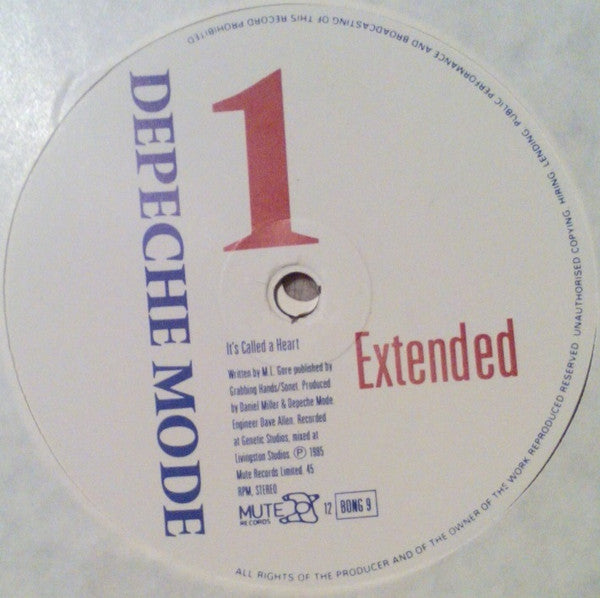 DEPECHE MODE
1
Extended
It's Called a Heart
Written by M.L. Gore published by
Grabbing Hands/Sonet. Produced
by Daniel Miller & Depeche Mode
Engineer Dave Allen. Recorded
at Genetic Studios, mixed at
Livingston Studios. Ⓟ 1985
Mute Records Limited. 45
RPM, STEREO
MUTE
RECORDS
12 BONG 9
ALL RIGHTS OF THE PRODUCER AND OF THE OWNER OF THE WORK REPRODUCED RESERVED. UNAUTHORISED COPYING HIRING LENDING PUBLIC PERFORMANCE AND BROADCASTING OF THIS RECORD PROHIBITED